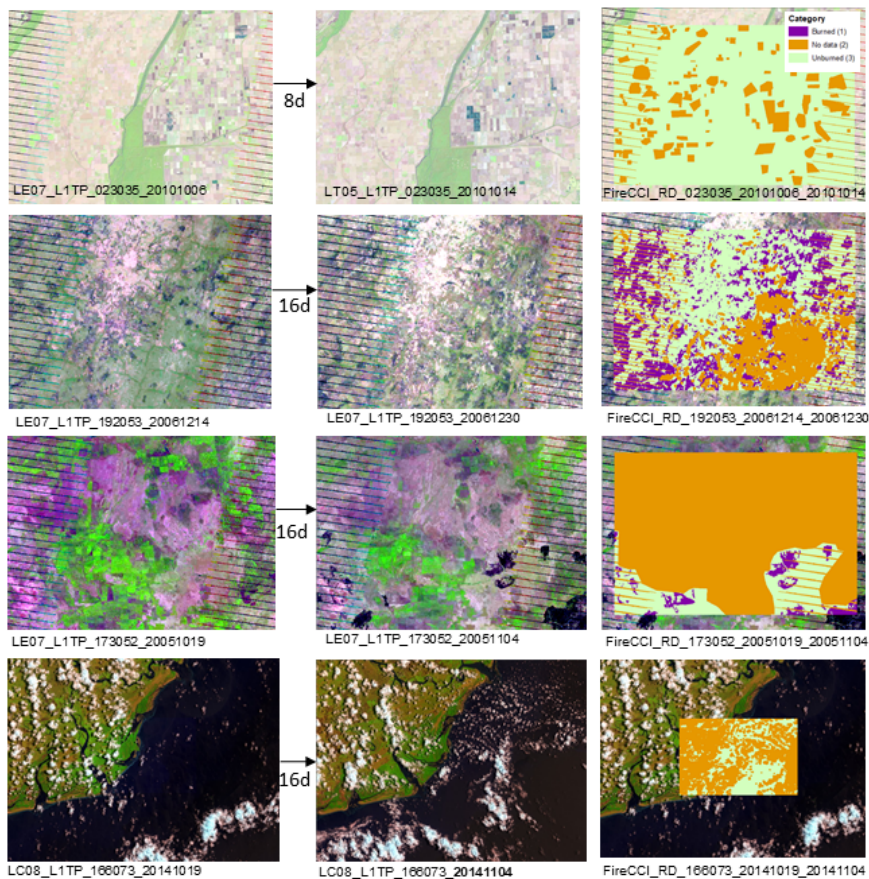 Category
Burned (1)
No data (2)
Unburned (3)
8d
LE07_L1TP_023035_20101006
LT05_L1TP_023035_20101014
FireCCI_RD_023035_20101006_20101014
16d
LE07_L1TP_192053_20061214
LE07_L1TP_192053_20061230
FireCCI_RD_192053_20061214_20061230
16d
LE07_L1TP_173052_20051019
LE07_L1TP_173052_20051104
FireCCI_RD_173052_20051019_20051104
16d
LC08_L1TP_166073_20141019
LC08_L1TP_166073_20141104
FireCCI_RD_166073_20141019_20141104